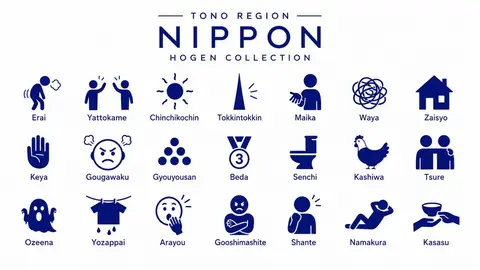 TONO REGION
NIPPON
HOGEN COLLECTION
Erai Yattokame Chinchikochin Tokkintokkin Maika Waya Zaisyo
3
Keya Gougawaku Gyouyousan Beda Senchi Kashiwa Tsure
Ozeena Yozappai Arayou Gooshimashite Shante Namakura Kasasu